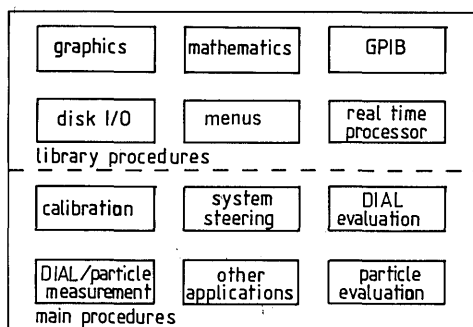 graphics
mathematics
GPIB
disk I/O
menus
real time
processor
library procedures
calibration
system
steering
DIAL
evaluation
DIAL/particle
measurement
other
applications
particle
evaluation
main procedures